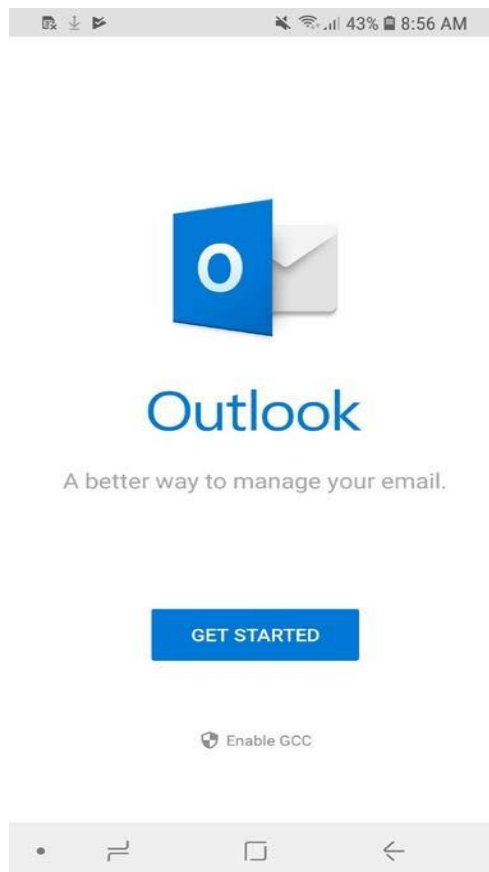 43% 8:56 AM
O
Outlook
A better way to manage your email.
GET STARTED
Enable GCC